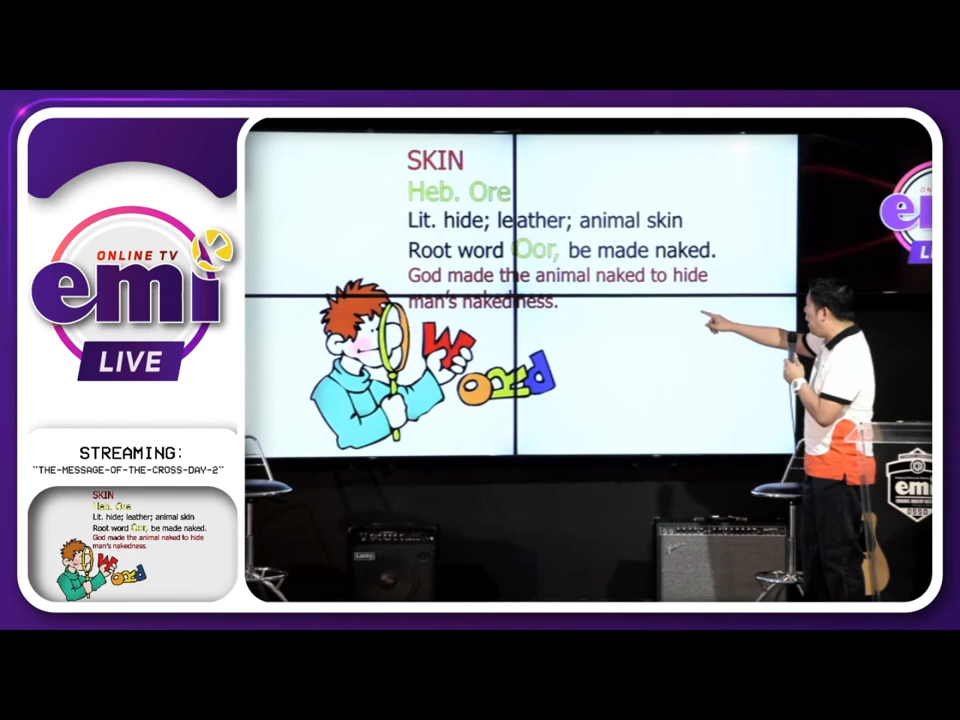 ONLINE TV
emi
LIVE
STREAMING:
"THE-MESSAGE-OF-THE-CROSS-DAY-2"
SKIN
Heb. Ore
Lit. hide; leather; animal skin
Root word Oor, be made naked.
God made the animal naked to hide
man's nakedness.
WORD
SKIN
Heb. Ore
Lit. hide; leather; animal skin
Root word Oor, be made naked.
God made the animal naked to hide
man's nakedness.
WORD
Laney
emi